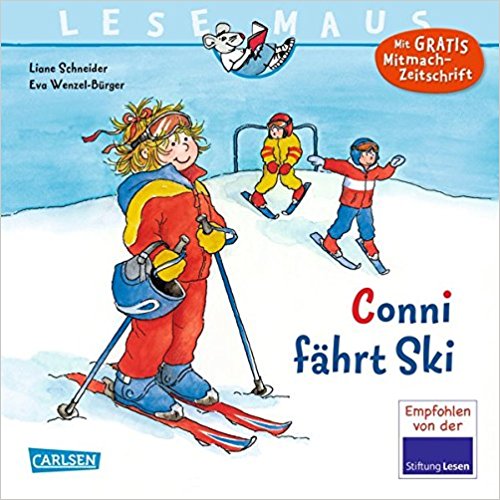 LESEMAUS
Liane Schneider
Eva Wenzel-Bürger
Mit GRATIS
Mitmach-
Zeitschrift
Conni
fährt Ski
Empfohlen
von der
Stiftung Lesen
CARLSEN